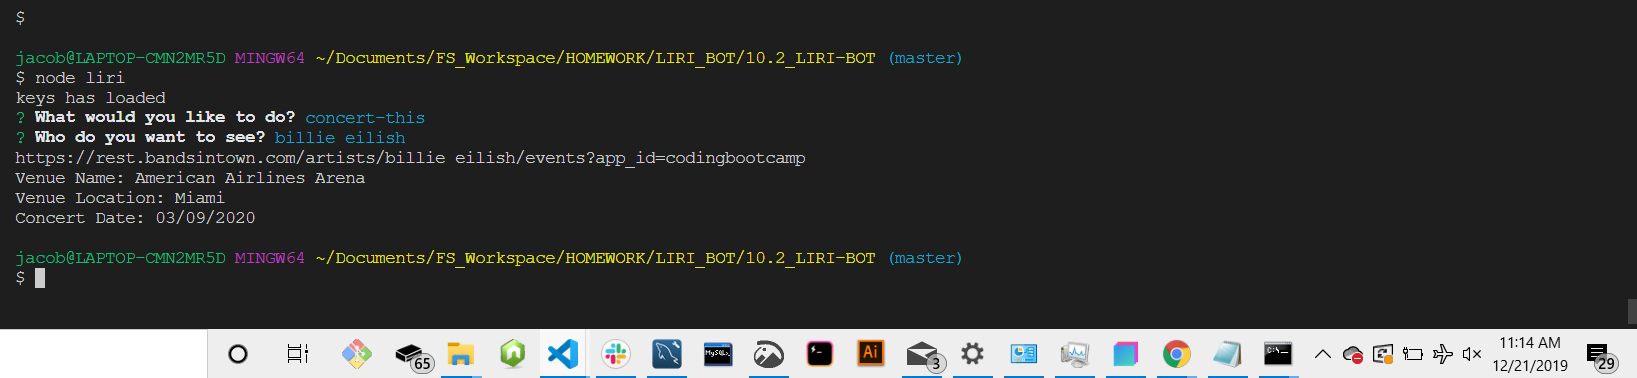 $
jacob@LAPTOP-CMN2MR5D MINGW64 ~/Documents/FS_Workspace/HOMEWORK/LIRI_BOT/10.2_LIRI-BOT (master)
$ node liri
keys has loaded
? What would you like to do? concert-this
? Who do you want to see? billie eilish
https://rest.bandsintown.com/artists/billie eilish/events?app_id=codingbootcamp
Venue Name: American Airlines Arena
Venue Location: Miami
Concert Date: 03/09/2020
jacob@LAPTOP-CMN2MR5D MINGW64 ~/Documents/FS_Workspace/HOMEWORK/LIRI_BOT/10.2_LIRI-BOT (master)
$
65
MySQL
Ai
3
11:14 AM
12/21/2019
29